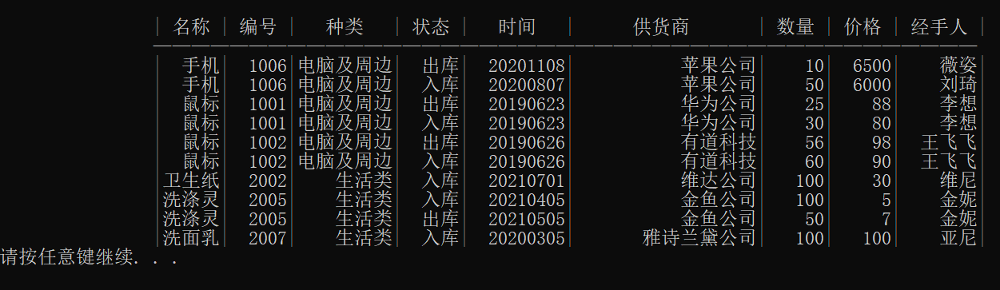 | 名称 | 编号 | 种类 | 状态 | 时间 | 供货商 | 数量 | 价格 | 经手人 |
| 手机 | 1006 | 电脑及周边 | 出库 | 20201108 | 苹果公司 | 10 | 6500 | 薇姿 |
| 手机 | 1006 | 电脑及周边 | 入库 | 20200807 | 苹果公司 | 50 | 6000 | 刘琦 |
| 鼠标 | 1001 | 电脑及周边 | 出库 | 20190623 | 华为公司 | 25 | 88 | 李想 |
| 鼠标 | 1001 | 电脑及周边 | 入库 | 20190623 | 华为公司 | 30 | 80 | 李想 |
| 鼠标 | 1002 | 电脑及周边 | 出库 | 20190626 | 有道科技 | 56 | 98 | 王飞飞 |
| 鼠标 | 1002 | 电脑及周边 | 入库 | 20190626 | 有道科技 | 60 | 90 | 王飞飞 |
| 卫生纸 | 2002 | 生活类 | 入库 | 20210701 | 维达公司 | 100 | 30 | 维尼 |
| 洗涤灵 | 2005 | 生活类 | 入库 | 20210405 | 金鱼公司 | 100 | 5 | 金妮 |
| 洗涤灵 | 2005 | 生活类 | 出库 | 20210505 | 金鱼公司 | 50 | 7 | 金妮 |
| 洗面乳 | 2007 | 生活类 | 入库 | 20200305 | 雅诗兰黛公司 | 100 | 100 | 亚尼 |
请按任意键继续. . .